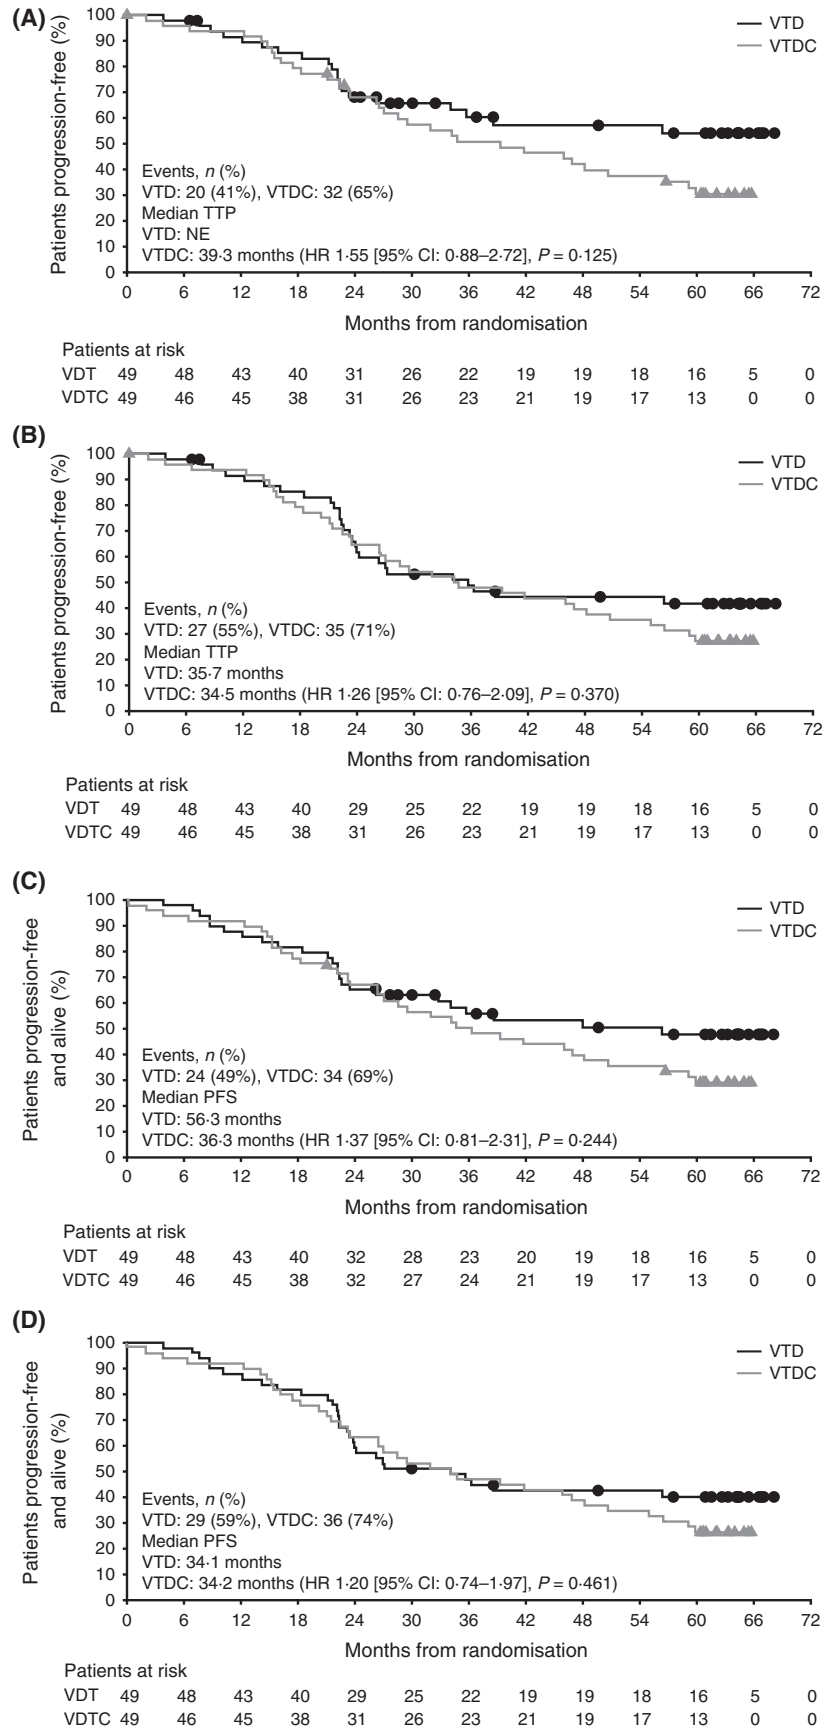 (A)
Patients progression-free (%)
100
90
80
70
60
50
40
30
20
10
0
VTD
VTDC
Events, n (%)
VTD: 20 (41%), VTDC: 32 (65%)
Median TTP
VTD: NE
VTDC: 39·3 months (HR 1·55 [95% CI: 0·88–2·72], P = 0·125)
0 6 12 18 24 30 36 42 48 54 60 66 72
Months from randomisation
Patients at risk
VDT 49 48 43 40 31 26 22 19 19 18 16 5 0
VDTC 49 46 45 38 31 26 23 21 19 17 13 0 0
(B)
Patients progression-free (%)
100
90
80
70
60
50
40
30
20
10
0
VTD
VTDC
Events, n (%)
VTD: 27 (55%), VTDC: 35 (71%)
Median TTP
VTD: 35·7 months
VTDC: 34·5 months (HR 1·26 [95% CI: 0·76–2·09], P = 0·370)
0 6 12 18 24 30 36 42 48 54 60 66 72
Months from randomisation
Patients at risk
VDT 49 48 43 40 29 25 22 19 19 18 16 5 0
VDTC 49 46 45 38 31 26 23 21 19 17 13 0 0
(C)
Patients progression-free
and alive (%)
100
90
80
70
60
50
40
30
20
10
0
VTD
VTDC
Events, n (%)
VTD: 24 (49%), VTDC: 34 (69%)
Median PFS
VTD: 56·3 months
VTDC: 36·3 months (HR 1·37 [95% CI: 0·81–2·31], P = 0·244)
0 6 12 18 24 30 36 42 48 54 60 66 72
Months from randomisation
Patients at risk
VDT 49 48 43 40 32 28 23 20 19 18 16 5 0
VDTC 49 46 45 38 32 27 24 21 19 17 13 0 0
(D)
Patients progression-free
and alive (%)
100
90
80
70
60
50
40
30
20
10
0
VTD
VTDC
Events, n (%)
VTD: 29 (59%), VTDC: 36 (74%)
Median PFS
VTD: 34·1 months
VTDC: 34·2 months (HR 1·20 [95% CI: 0·74–1·97], P = 0·461)
0 6 12 18 24 30 36 42 48 54 60 66 72
Months from randomisation
Patients at risk
VDT 49 48 43 40 29 25 22 19 19 18 16 5 0
VDTC 49 46 45 38 31 26 23 21 19 17 13 0 0